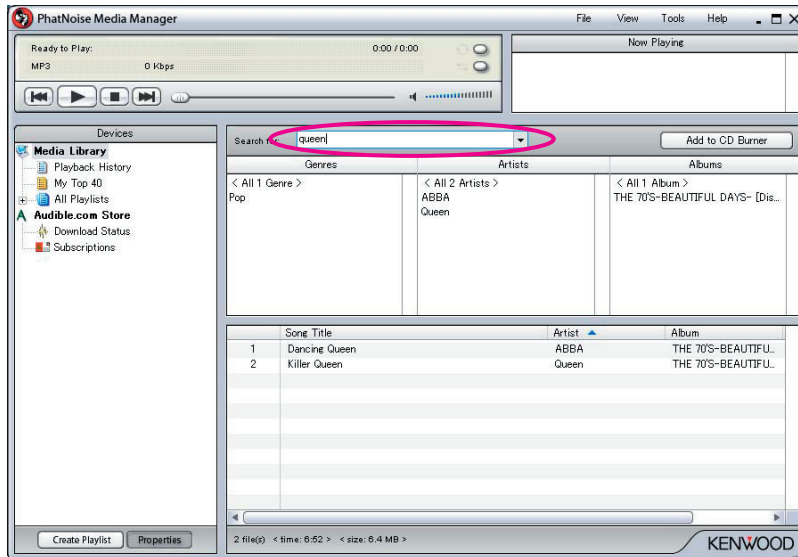 PhatNoise Media Manager
File View Tools Help
Ready to Play: 0:00 / 0:00
MP3 0 Kbps
Now Playing
Devices
Media Library
Playback History
My Top 40
All Playlists
Audible.com Store
Download Status
Subscriptions
Create Playlist Properties
queen
Add to CD Burner
Genres Artists Albums
< All 1 Genre > < All 2 Artists > < All 1 Album >
Pop ABBA THE 70'S-BEAUTIFUL DAYS- [Dis...
Queen
Song Title Artist Album
1 Dancing Queen ABBA THE 70'S-BEAUTIFU...
2 Killer Queen Queen THE 70'S-BEAUTIFU...
2 file(s) < time: 6:52 > < size: 6.4 MB >
KENWOOD